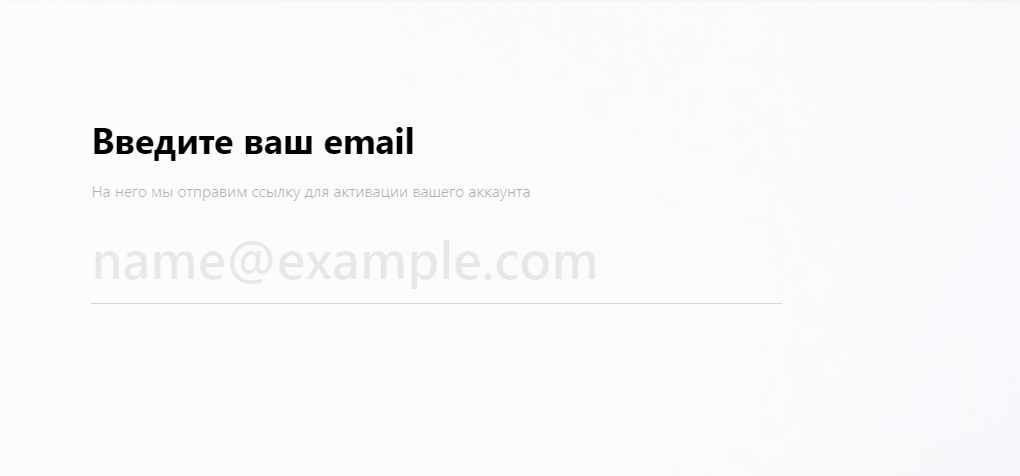 Введите ваш email
На него мы отправим ссылку для активации вашего аккаунта
name@example.com